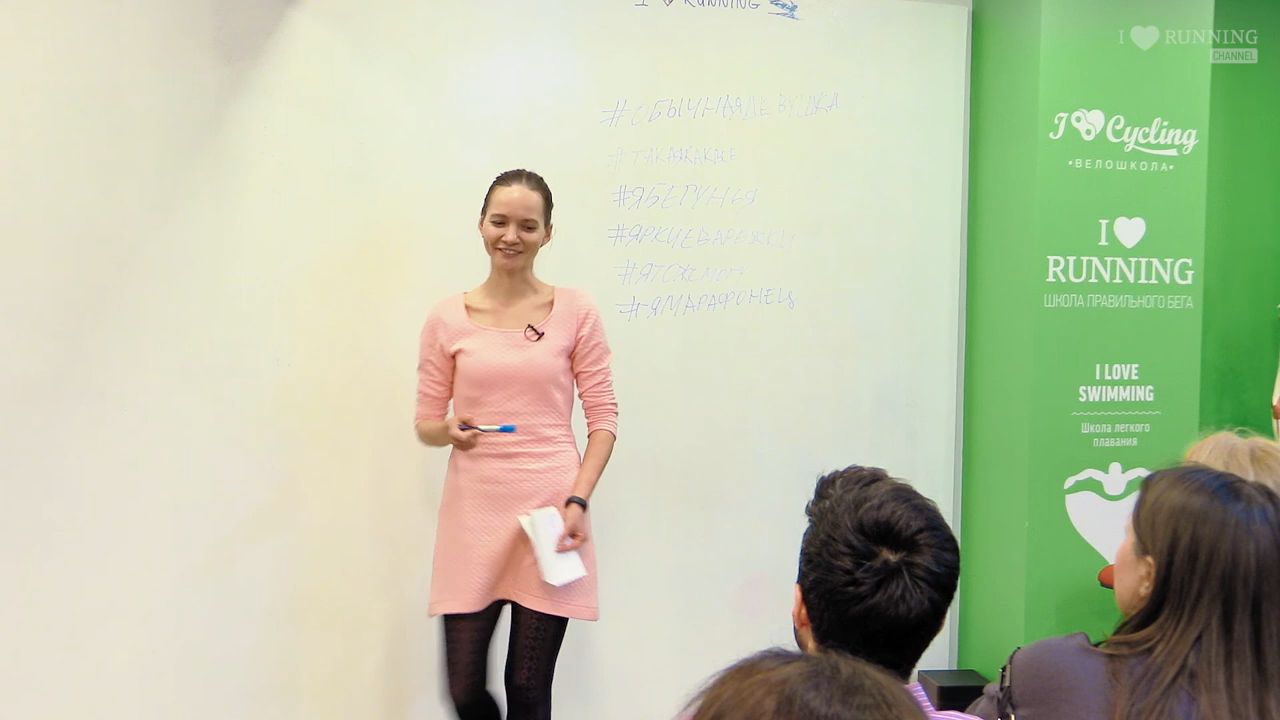 I ♥ RUNNING
#ОБЫЧНАЯДЕВУШКА
#ТАКАЯКАКВСЕ
#ЯБЕГУНЬЯ
#ЯРКИЕВАРЕЖКИ
#ЯТОЖЕМОГУ
#ЯМАРАФОНЕЦ
I ♥ RUNNING
CHANNEL
I ♥ Cycling
•ВЕЛОШКОЛА•
I ♥
RUNNING
ШКОЛА ПРАВИЛЬНОГО БЕГА
I LOVE
SWIMMING
Школа легкого
плавания